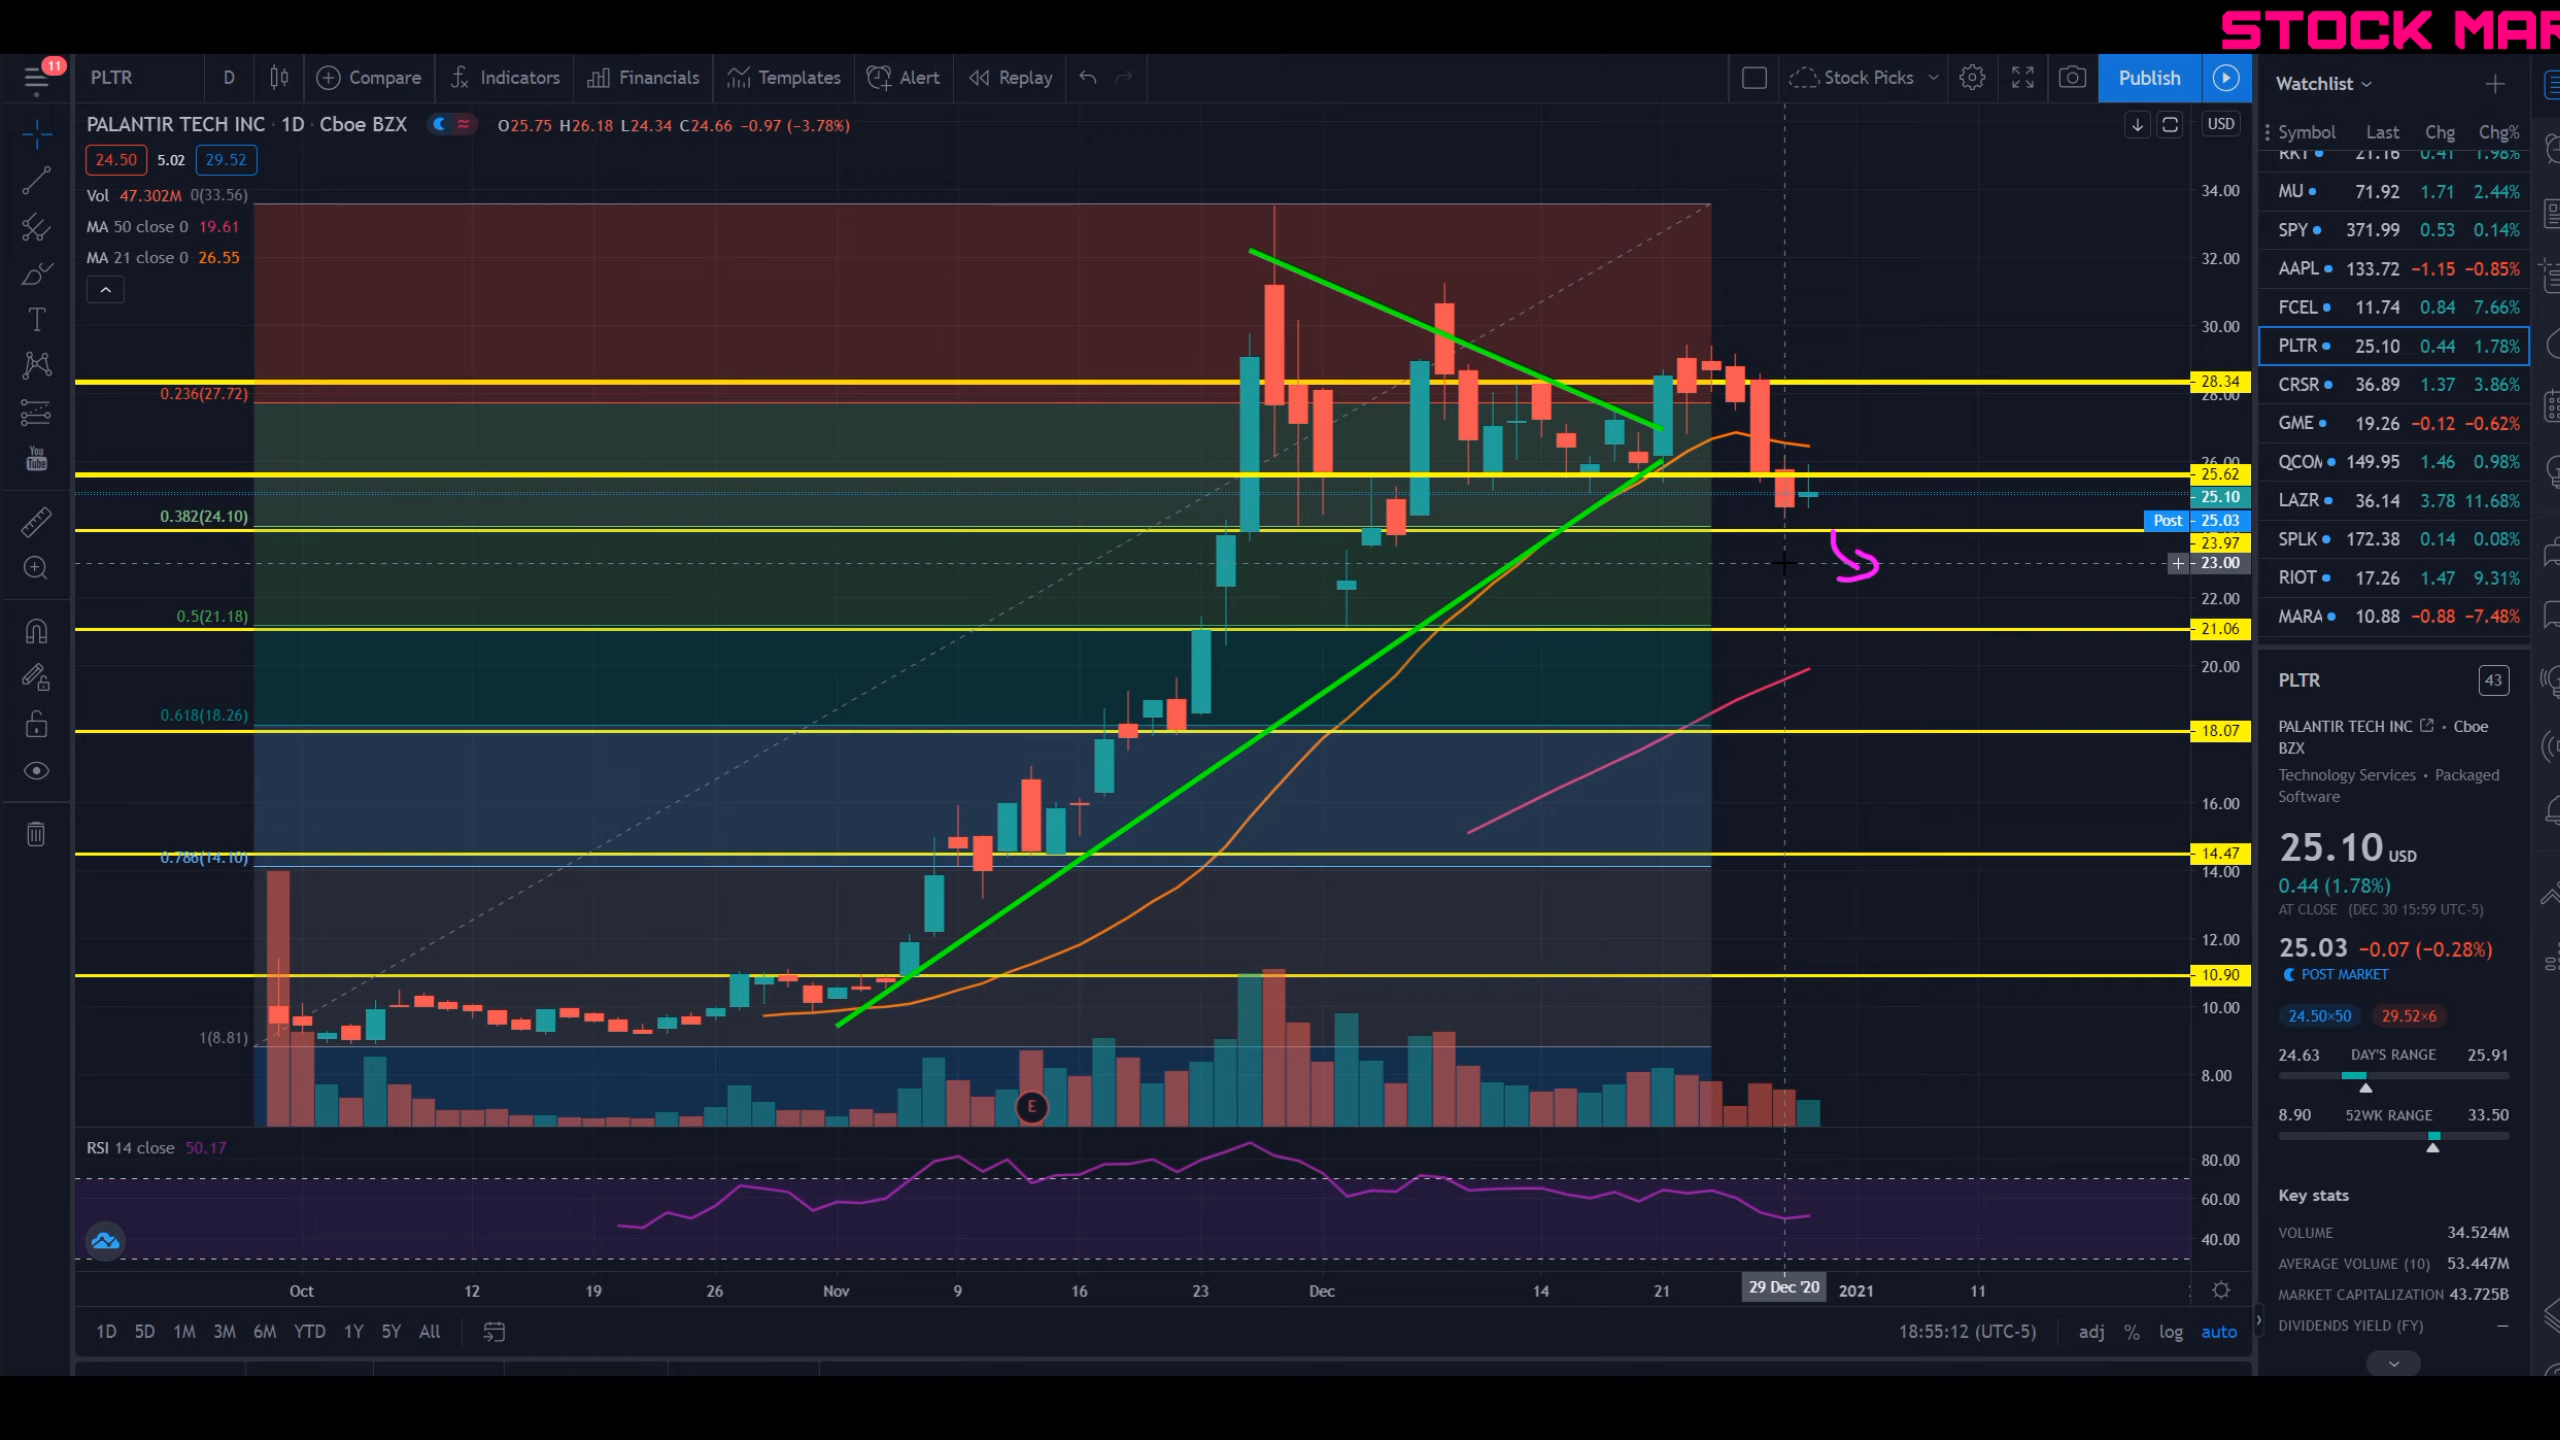 STOCK MAR
11
PLTR D Compare Indicators Financials Templates Alert Replay Stock Picks Publish
PALANTIR TECH INC · 1D · Cboe BZX O25.75 H26.18 L24.34 C24.66 −0.97 (−3.78%) USD
24.50 5.02 29.52
Vol 47.302M 0(33.56)
MA 50 close 0 19.61
MA 21 close 0 26.55
0.236(27.72)
0.382(24.10)
0.5(21.18)
0.618(18.26)
0.786(14.10)
1(8.81)
You
Tube
E
34.00
32.00
30.00
28.34
28.00
26.00
25.62
25.10
Post 25.03
23.97
23.00
22.00
21.06
20.00
18.07
16.00
14.47
14.00
12.00
10.90
10.00
8.00
RSI 14 close 50.17
80.00
60.00
40.00
Oct 12 19 26 Nov 9 16 23 Dec 14 21 29 Dec '20 2021 11
1D 5D 1M 3M 6M YTD 1Y 5Y All 18:55:12 (UTC-5) adj % log auto
Watchlist
Symbol Last Chg Chg%
RKT 21.16 0.41 1.98%
MU 71.92 1.71 2.44%
SPY 371.99 0.53 0.14%
AAPL 133.72 −1.15 −0.85%
FCEL 11.74 0.84 7.66%
PLTR 25.10 0.44 1.78%
CRSR 36.89 1.37 3.86%
GME 19.26 −0.12 −0.62%
QCOM 149.95 1.46 0.98%
LAZR 36.14 3.78 11.68%
SPLK 172.38 0.14 0.08%
RIOT 17.26 1.47 9.31%
MARA 10.88 −0.88 −7.48%
PLTR 43
PALANTIR TECH INC · Cboe
BZX
Technology Services • Packaged
Software
25.10 USD
0.44 (1.78%)
AT CLOSE (DEC 30 15:59 UTC-5)
25.03 −0.07 (−0.28%)
POST MARKET
24.50×50 29.52×6
24.63 DAY'S RANGE 25.91
8.90 52WK RANGE 33.50
Key stats
VOLUME 34.524M
AVERAGE VOLUME (10) 53.447M
MARKET CAPITALIZATION 43.725B
DIVIDENDS YIELD (FY) —